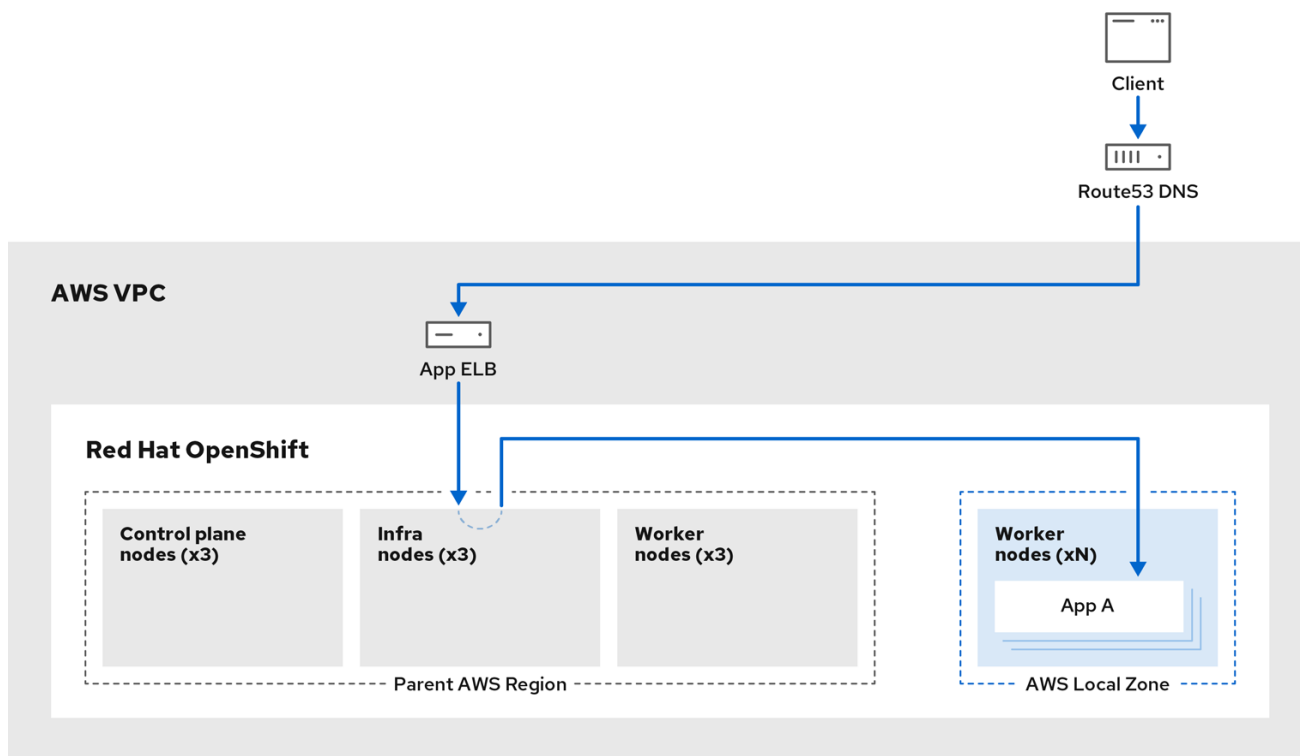 Client
Route53 DNS
AWS VPC
App ELB
Red Hat OpenShift
Control plane
nodes (x3)
Infra
nodes (x3)
Worker
nodes (x3)
Worker
nodes (xN)
App A
Parent AWS Region
AWS Local Zone